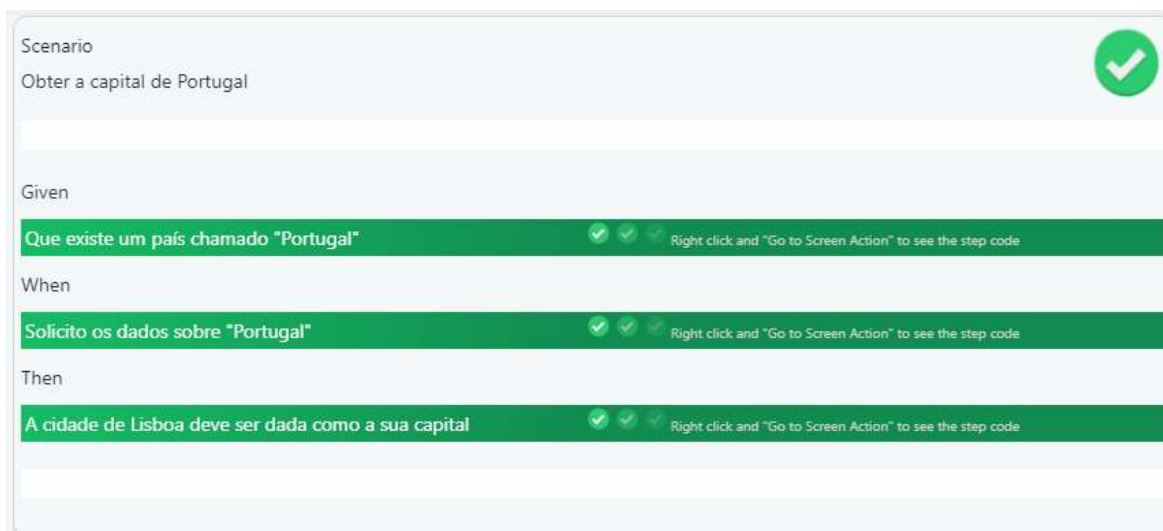 Scenario
Obter a capital de Portugal
Given
Que existe um país chamado "Portugal" Right click and "Go to Screen Action" to see the step code
When
Solicito os dados sobre "Portugal" Right click and "Go to Screen Action" to see the step code
Then
A cidade de Lisboa deve ser dada como a sua capital Right click and "Go to Screen Action" to see the step code